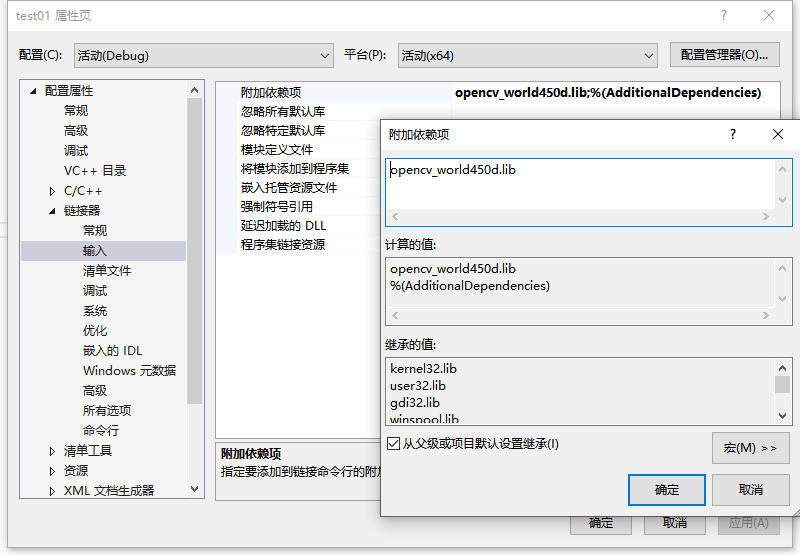 test01 属性页
配置(C):
活动(Debug)
平台(P):
活动(x64)
配置管理器(O)...
配置属性
常规
高级
调试
VC++ 目录
C/C++
链接器
常规
输入
清单文件
调试
系统
优化
嵌入的 IDL
Windows 元数据
高级
所有选项
命令行
清单工具
资源
XML 文档生成器
附加依赖项
opencv_world450d.lib;%(AdditionalDependencies)
忽略所有默认库
忽略特定默认库
模块定义文件
将模块添加到程序集
嵌入托管资源文件
强制符号引用
延迟加载的 DLL
程序集链接资源
附加依赖项
指定要添加到链接命令行的附加
附加依赖项
opencv_world450d.lib
计算的值:
opencv_world450d.lib
%(AdditionalDependencies)
继承的值:
kernel32.lib
user32.lib
gdi32.lib
winspool.lib
从父级或项目默认设置继承(I)
宏(M) >>
确定
取消
确定
取消
应用(A)